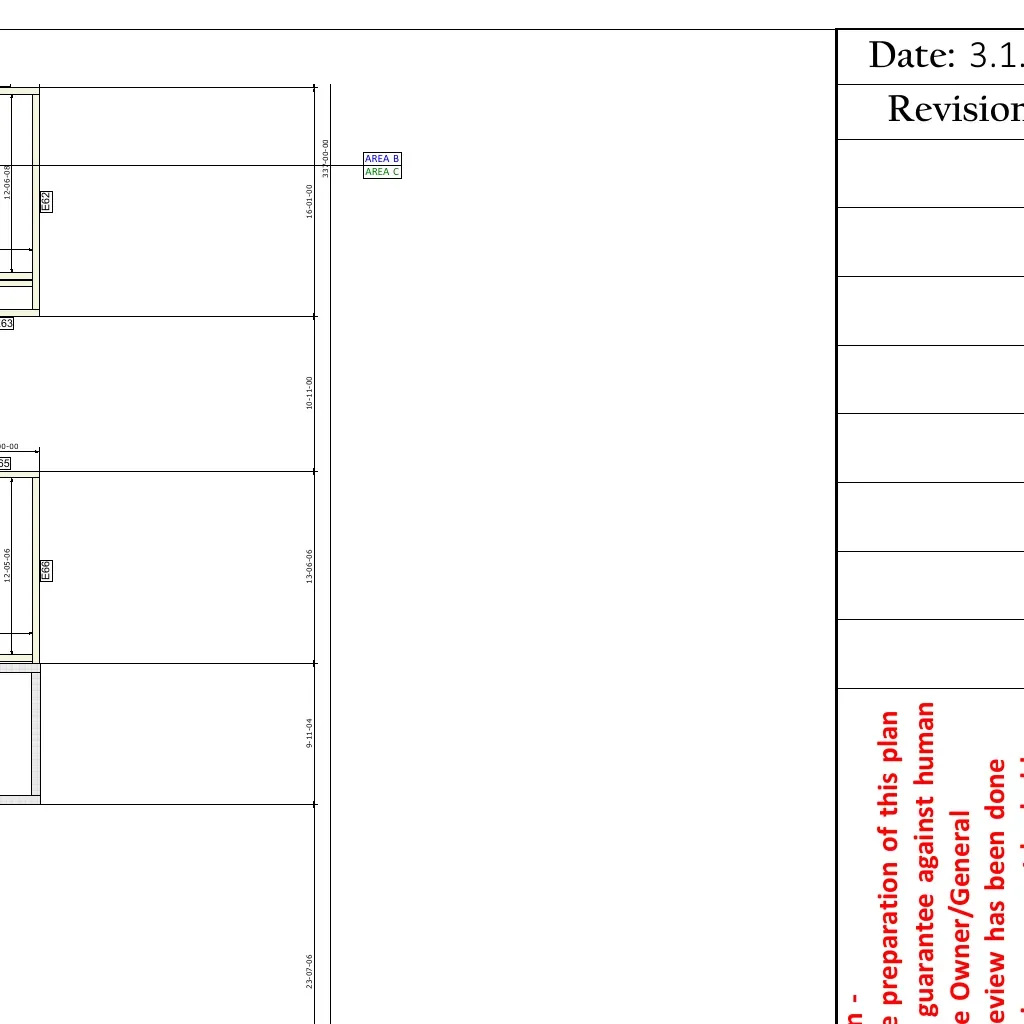 Date: 3.1.
Revision
337-00-00
AREA B
AREA C
12-06-08
E62
16-01-00
63
10-11-00
00-00
65
12-05-06
E66
13-06-06
9-11-04
23-07-06
n -
e preparation of this plan
guarantee against human
e Owner/General
eview has been done